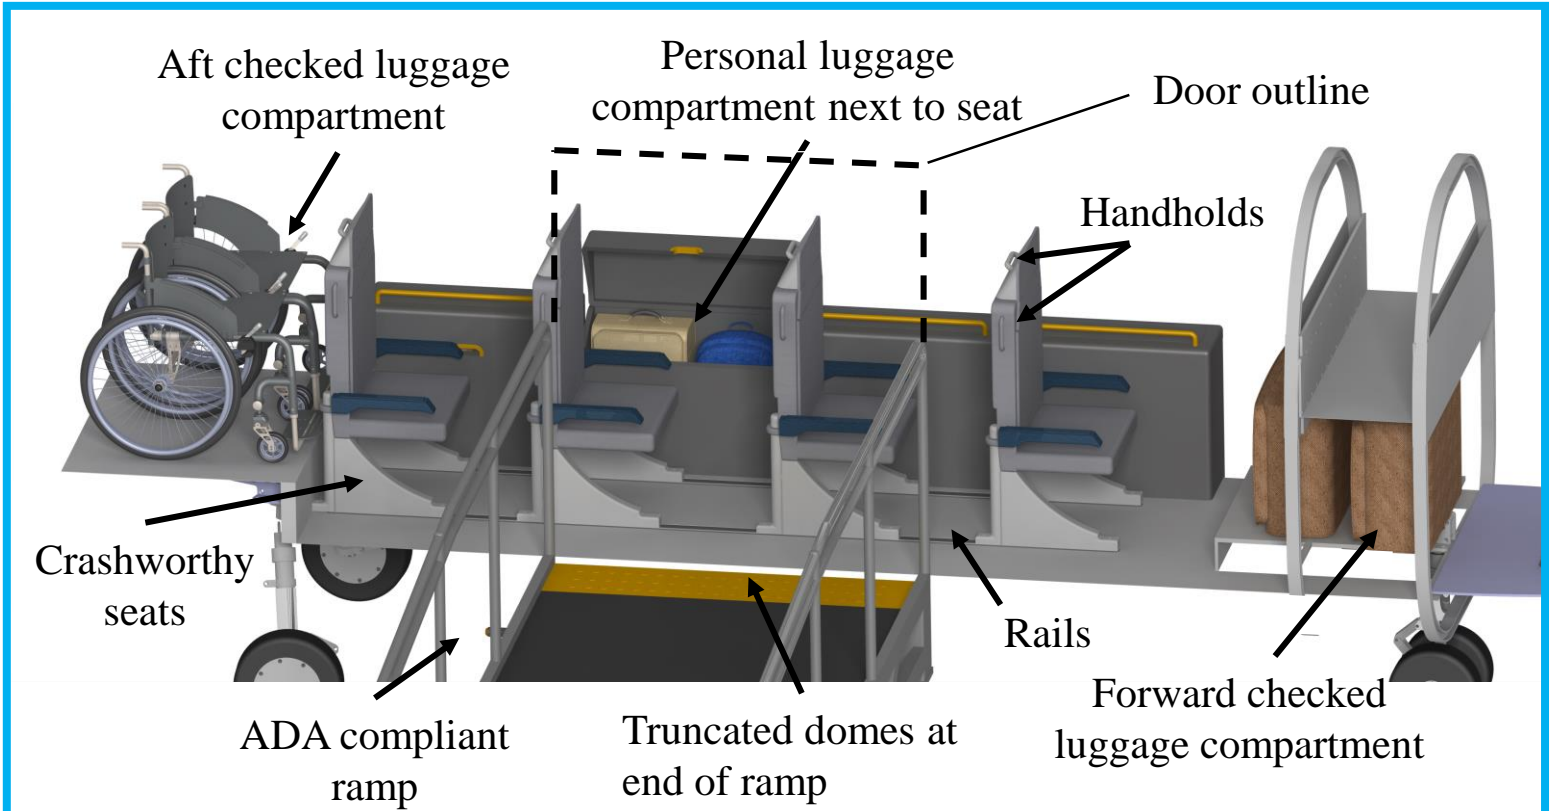 Aft checked luggage
compartment
Personal luggage
compartment next to seat
Door outline
Handholds
Crashworthy
seats
Rails
ADA compliant
ramp
Truncated domes at
end of ramp
Forward checked
luggage compartment